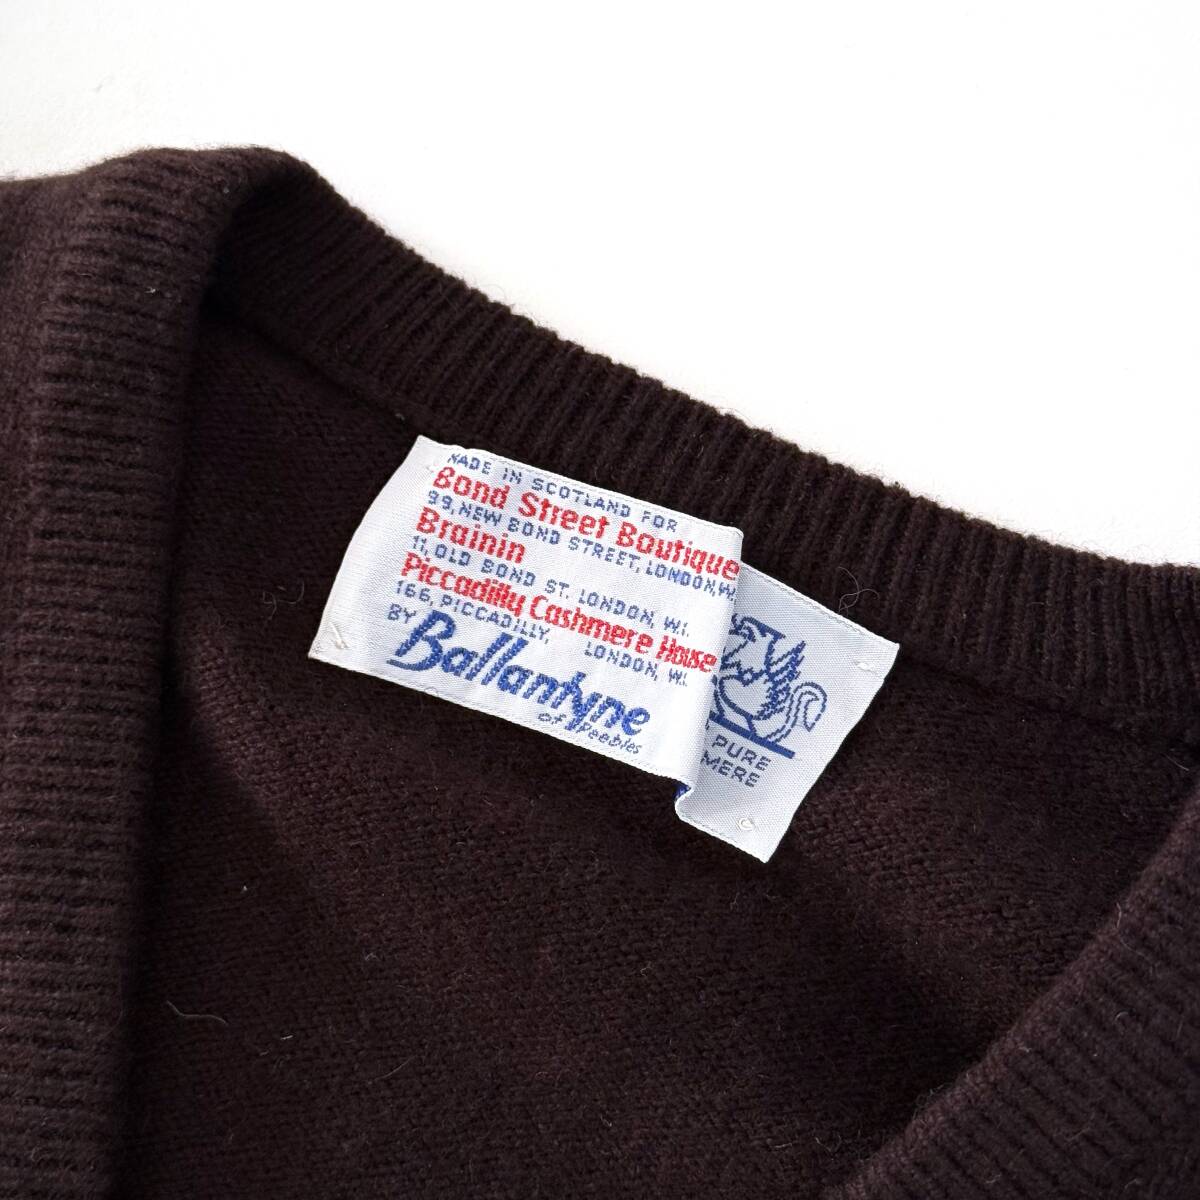 MADE IN SCOTLAND FOR
Bond Street Boutique
99, NEW BOND STREET, LONDON, W.
Brainin
11, OLD BOND ST. LONDON, W.I.
Piccadilly Cashmere House
166, PICCADILLY, LONDON, W.I.
BY Ballantyne
of Peebles
PURE
MERE